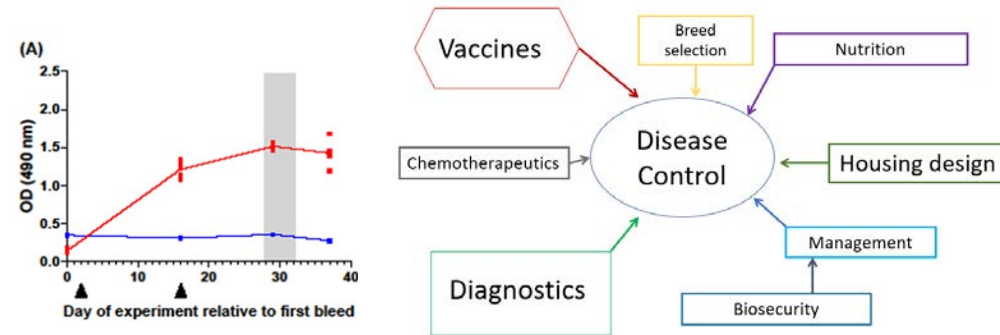 (A)
OD (490 nm)
2.5
2.0
1.5
1.0
0.5
0.0
0 10 20 30 40
Day of experiment relative to first bleed
Vaccines
Breed
selection
Nutrition
Chemotherapeutics
Disease
Control
Housing design
Diagnostics
Management
Biosecurity